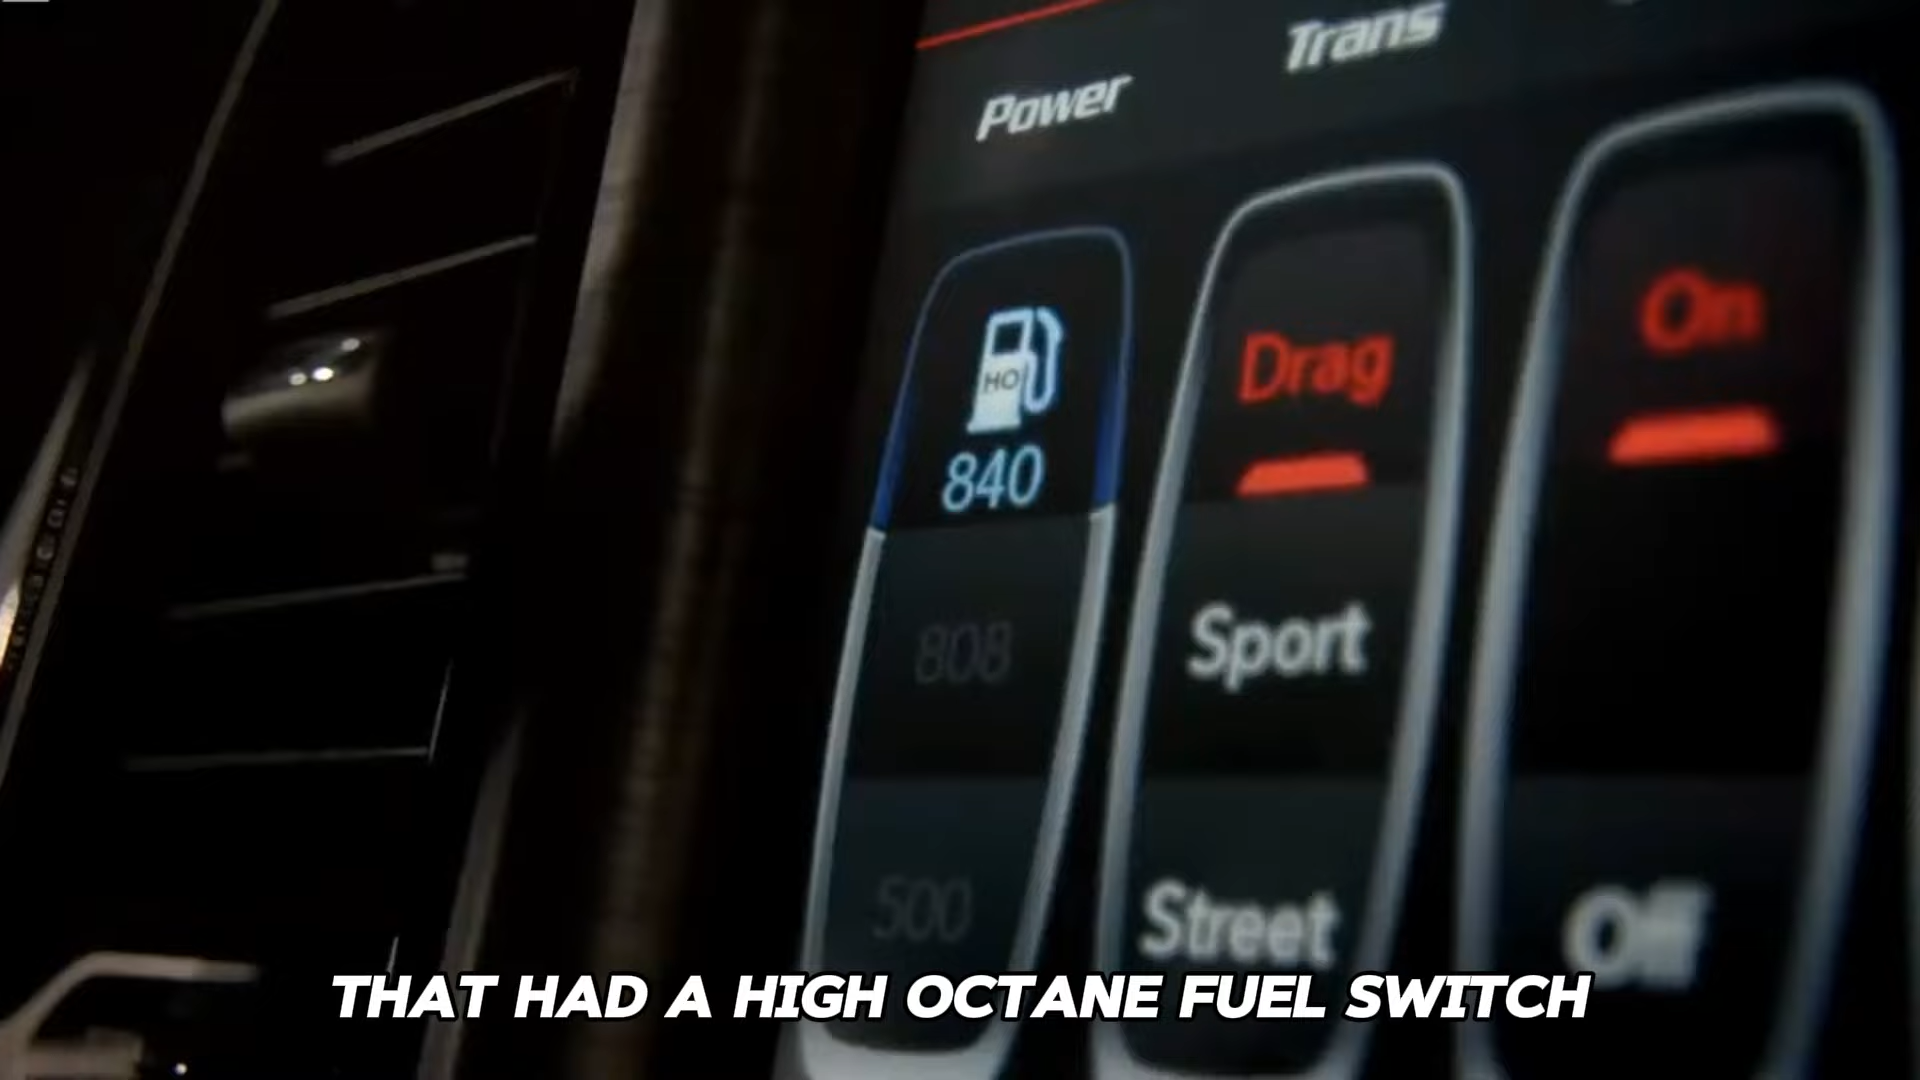 Power
Trans
HO
840
808
500
Drag
Sport
Street
On
Off
THAT HAD A HIGH OCTANE FUEL SWITCH